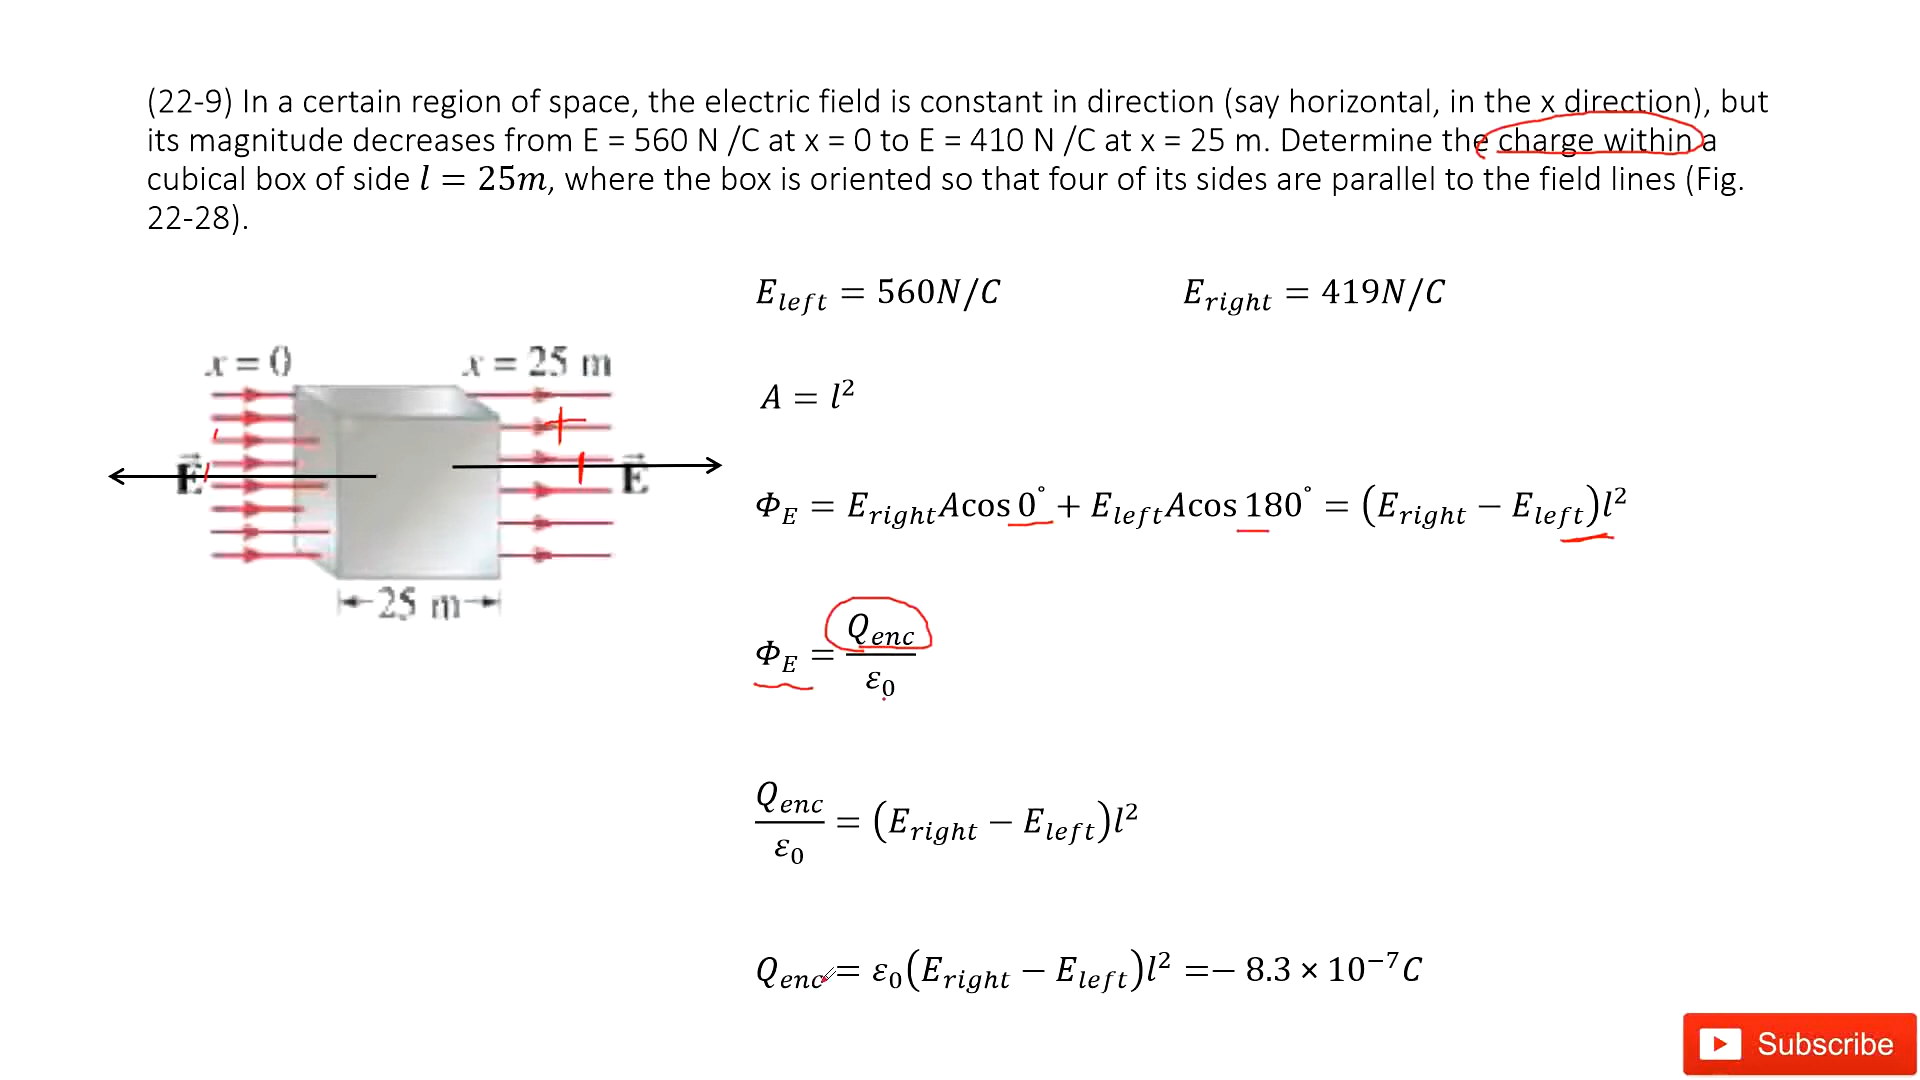 (22-9) In a certain region of space, the electric field is constant in direction (say horizontal, in the x direction), but
its magnitude decreases from E = 560 N /C at x = 0 to E = 410 N /C at x = 25 m. Determine the charge within a
cubical box of side l = 25m, where the box is oriented so that four of its sides are parallel to the field lines (Fig.
22-28).
E_left = 560N/C E_right = 419N/C
x = 0 x = 25 m
A = l²
E⃗ E⃗
Φ_E = E_right Acos 0° + E_left Acos 180° = (E_right − E_left)l²
25 m
Φ_E = Q_enc / ε₀
Q_enc / ε₀ = (E_right − E_left)l²
Q_enc = ε₀(E_right − E_left)l² =− 8.3 × 10⁻⁷C
Subscribe